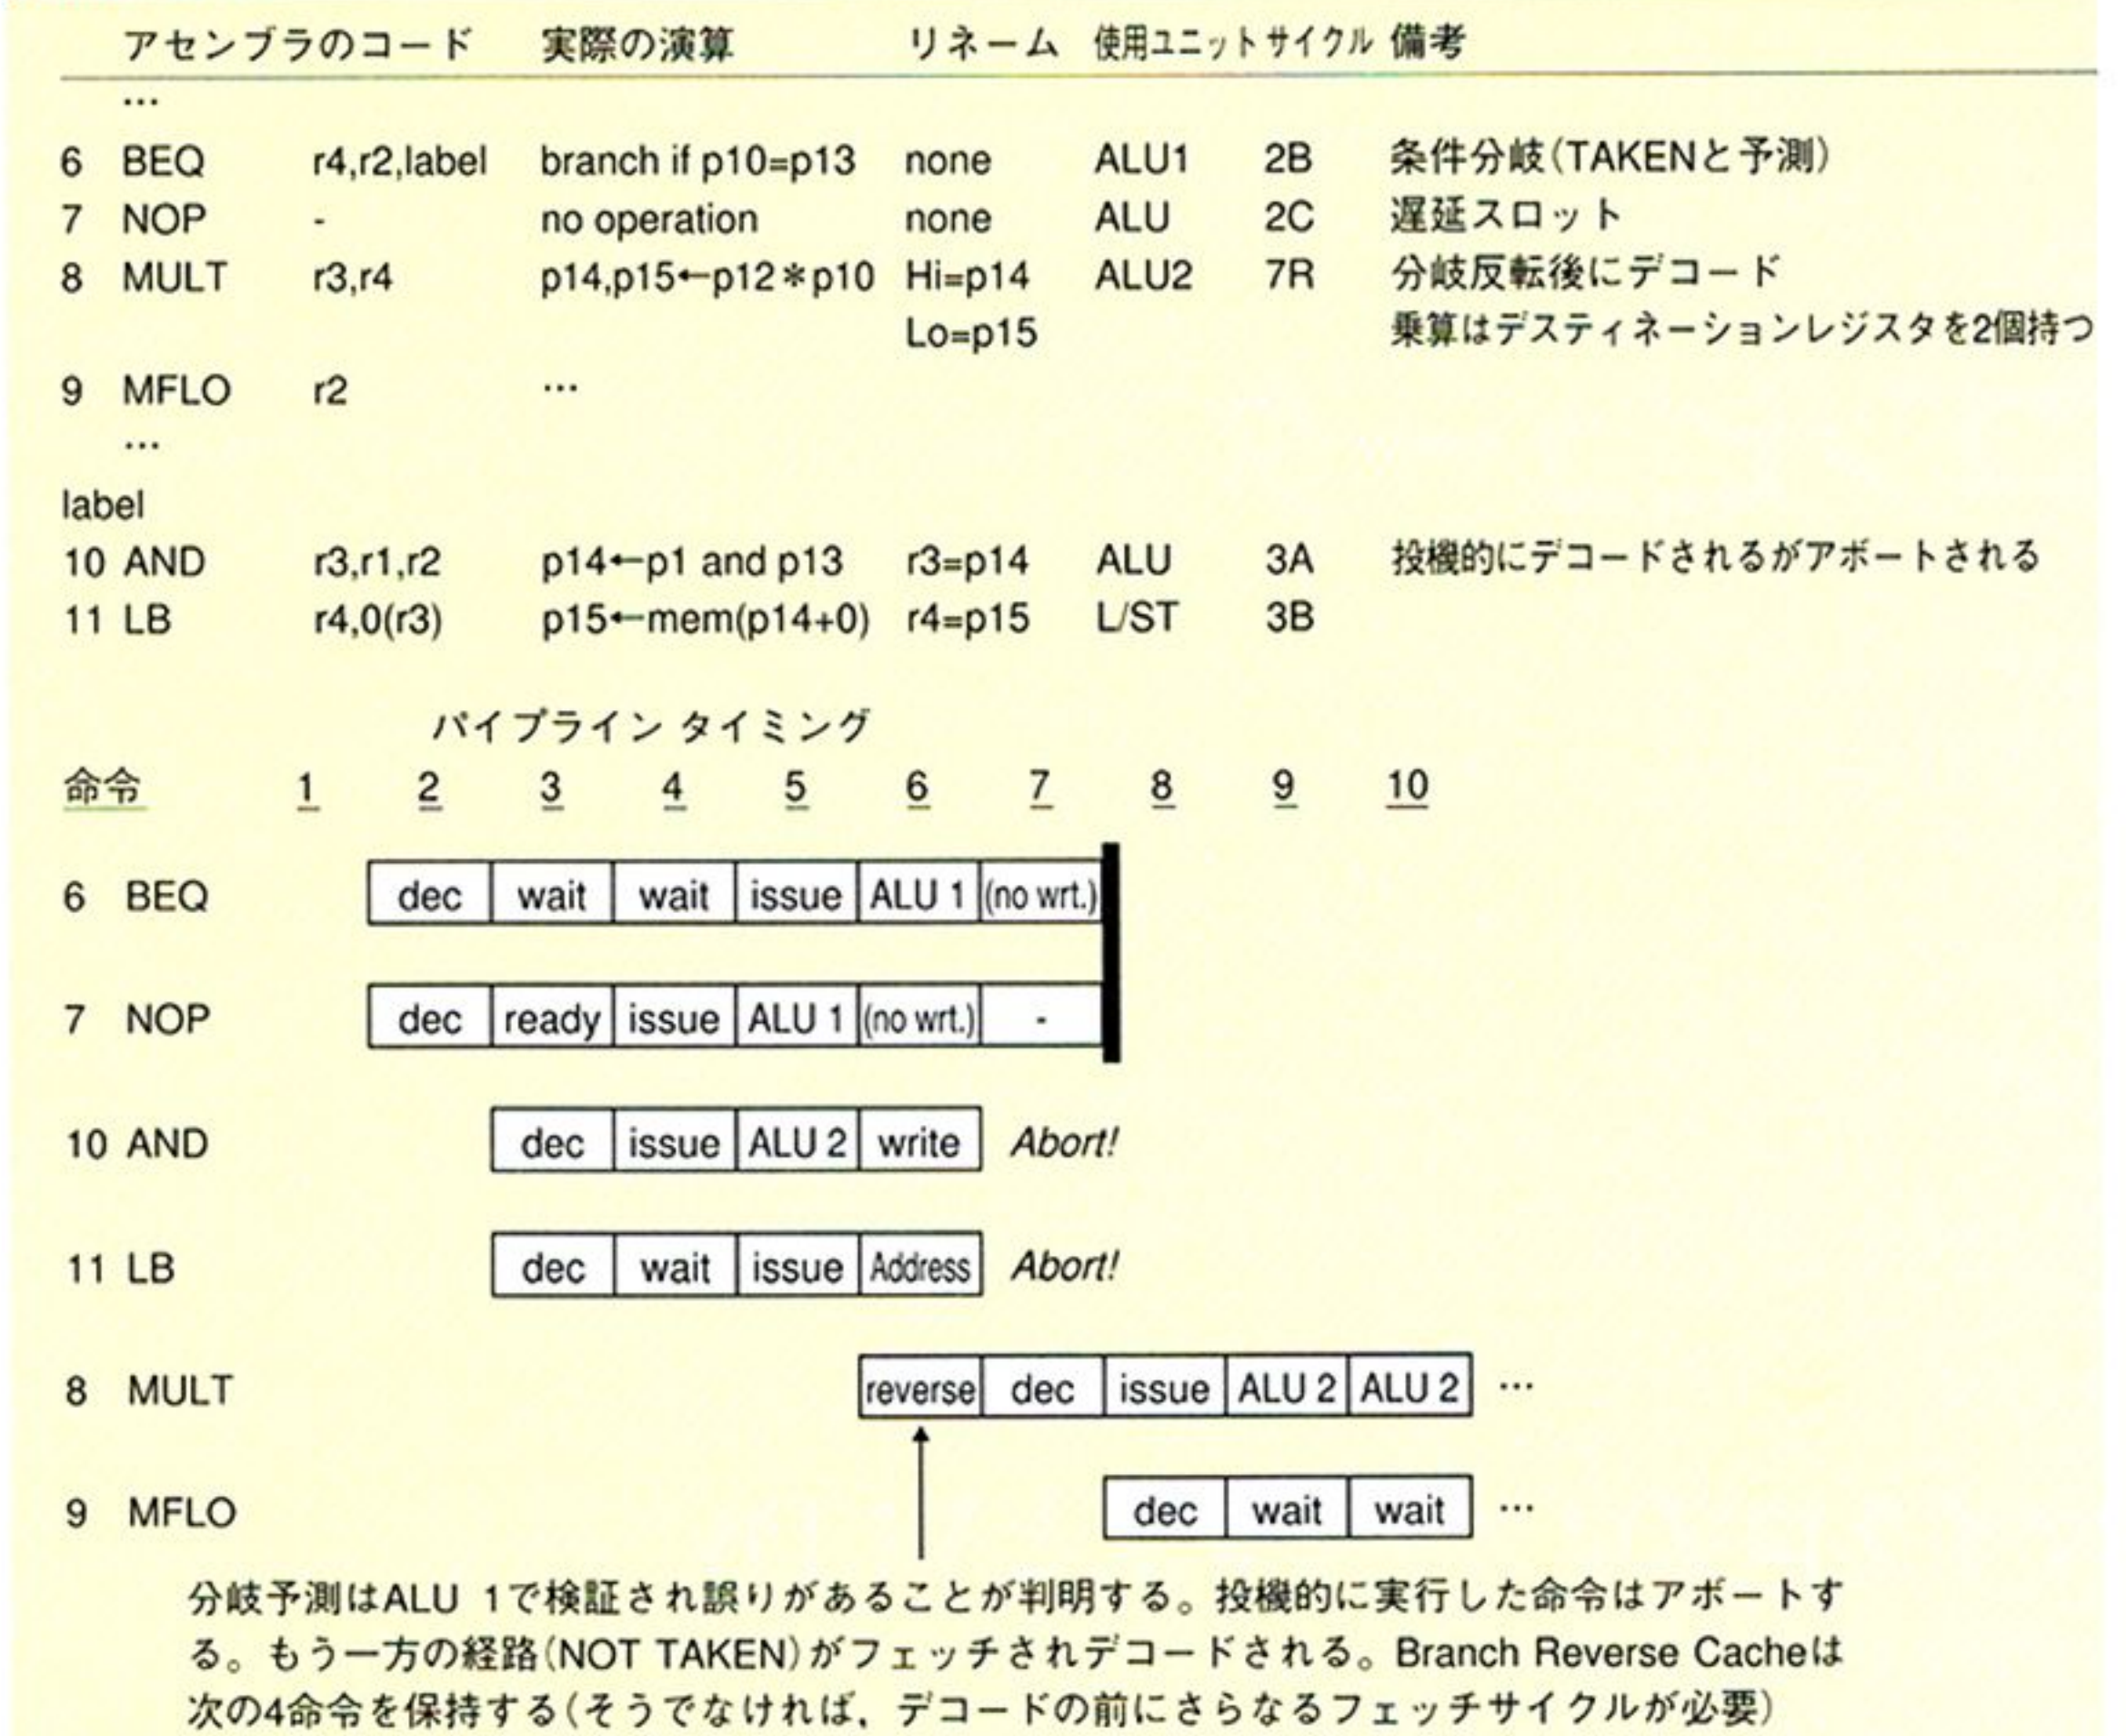 アセンブラのコード 実際の演算 リネーム 使用ユニット サイクル 備考
…
6 BEQ r4,r2,label branch if p10=p13 none ALU1 2B 条件分岐(TAKENと予測)
7 NOP - no operation none ALU 2C 遅延スロット
8 MULT r3,r4 p14,p15←p12*p10 Hi=p14 ALU2 7R 分岐反転後にデコード
Lo=p15 乗算はデスティネーションレジスタを2個持つ
9 MFLO r2 …
…
label
10 AND r3,r1,r2 p14←p1 and p13 r3=p14 ALU 3A 投機的にデコードされるがアボートされる
11 LB r4,0(r3) p15←mem(p14+0) r4=p15 L/ST 3B
パイプライン タイミング
命令 1 2 3 4 5 6 7 8 9 10
6 BEQ dec wait wait issue ALU 1 (no wrt.)
7 NOP dec ready issue ALU 1 (no wrt.) -
10 AND dec issue ALU 2 write Abort!
11 LB dec wait issue Address Abort!
8 MULT reverse dec issue ALU 2 ALU 2 …
9 MFLO dec wait wait …
分岐予測はALU 1で検証され誤りがあることが判明する。投機的に実行した命令はアボートす
る。もう一方の経路(NOT TAKEN)がフェッチされデコードされる。Branch Reverse Cacheは
次の4命令を保持する(そうでなければ,デコードの前にさらなるフェッチサイクルが必要)